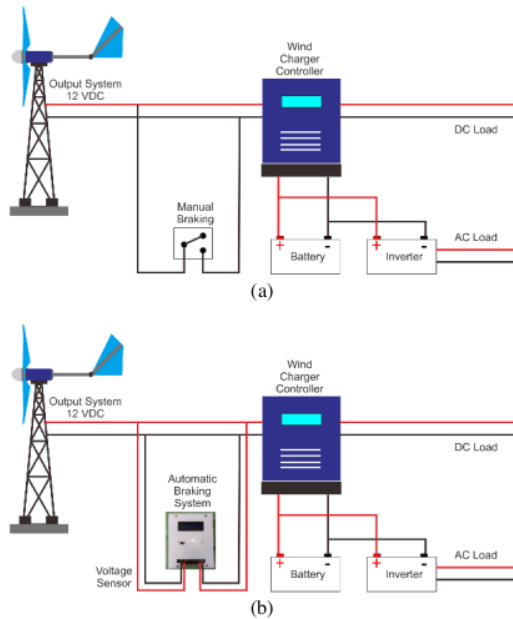 Output System
12 VDC
Wind
Charger
Controller
DC Load
Manual
Braking
+
-
+
-
Battery
Inverter
AC Load
(a)
Output System
12 VDC
Wind
Charger
Controller
DC Load
Automatic
Braking
System
Voltage
Sensor
+
-
+
-
Battery
Inverter
AC Load
(b)